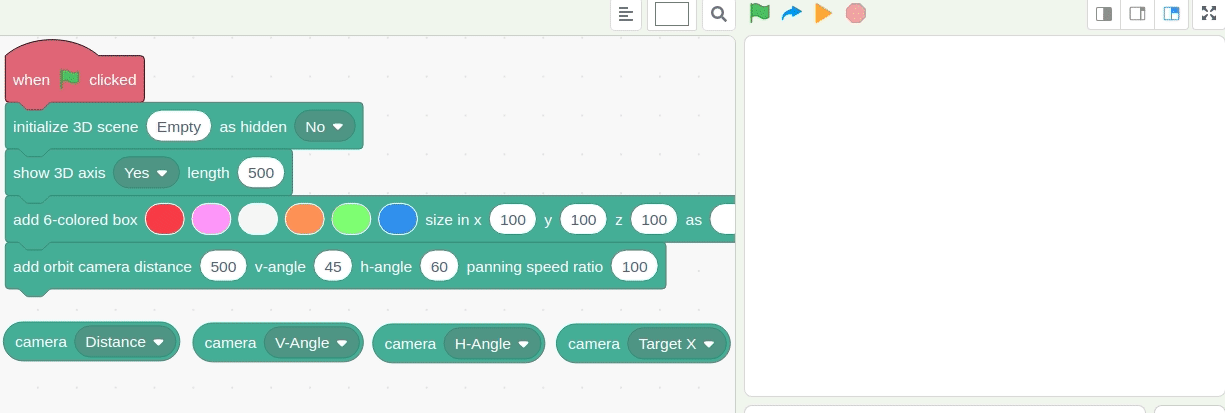 when clicked
initialize 3D scene Empty as hidden No
show 3D axis Yes length 500
add 6-colored box size in x 100 y 100 z 100 as
add orbit camera distance 500 v-angle 45 h-angle 60 panning speed ratio 100
camera Distance camera V-Angle camera H-Angle camera Target X